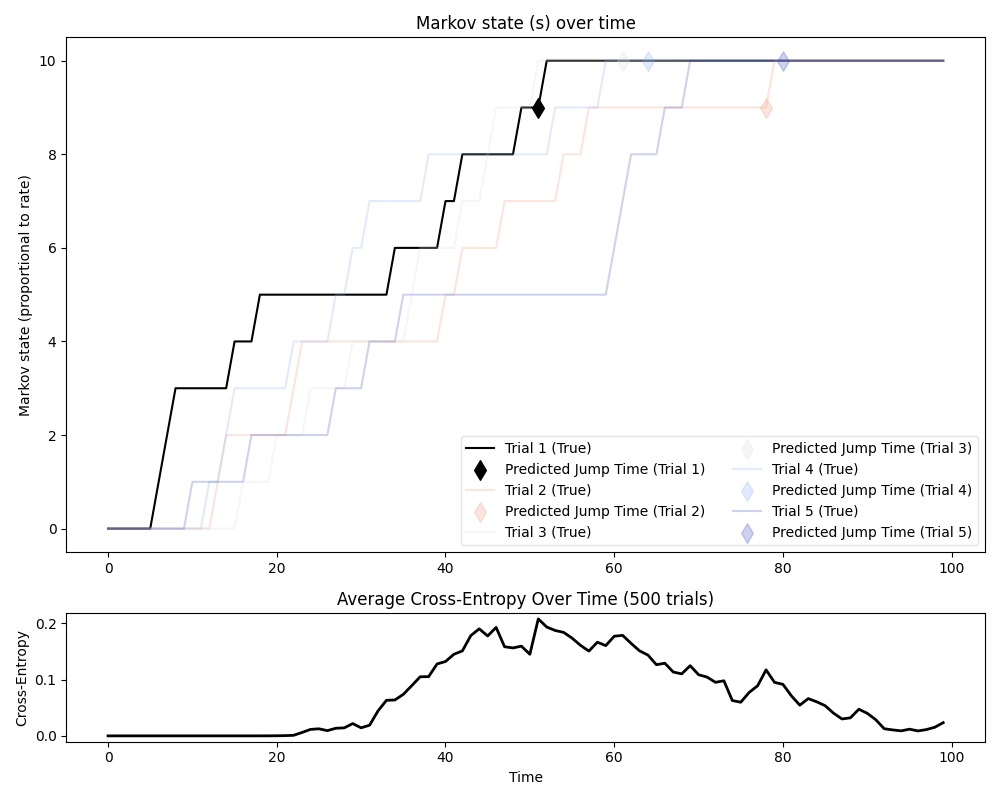 Markov state (s) over time
Markov state (proportional to rate)
10
8
6
4
2
0
Trial 1 (True)
Predicted Jump Time (Trial 1)
Trial 2 (True)
Predicted Jump Time (Trial 2)
Trial 3 (True)
Predicted Jump Time (Trial 3)
Trial 4 (True)
Predicted Jump Time (Trial 4)
Trial 5 (True)
Predicted Jump Time (Trial 5)
0 20 40 60 80 100
Average Cross-Entropy Over Time (500 trials)
Cross-Entropy
0.2
0.1
0.0
0 20 40 60 80 100
Time